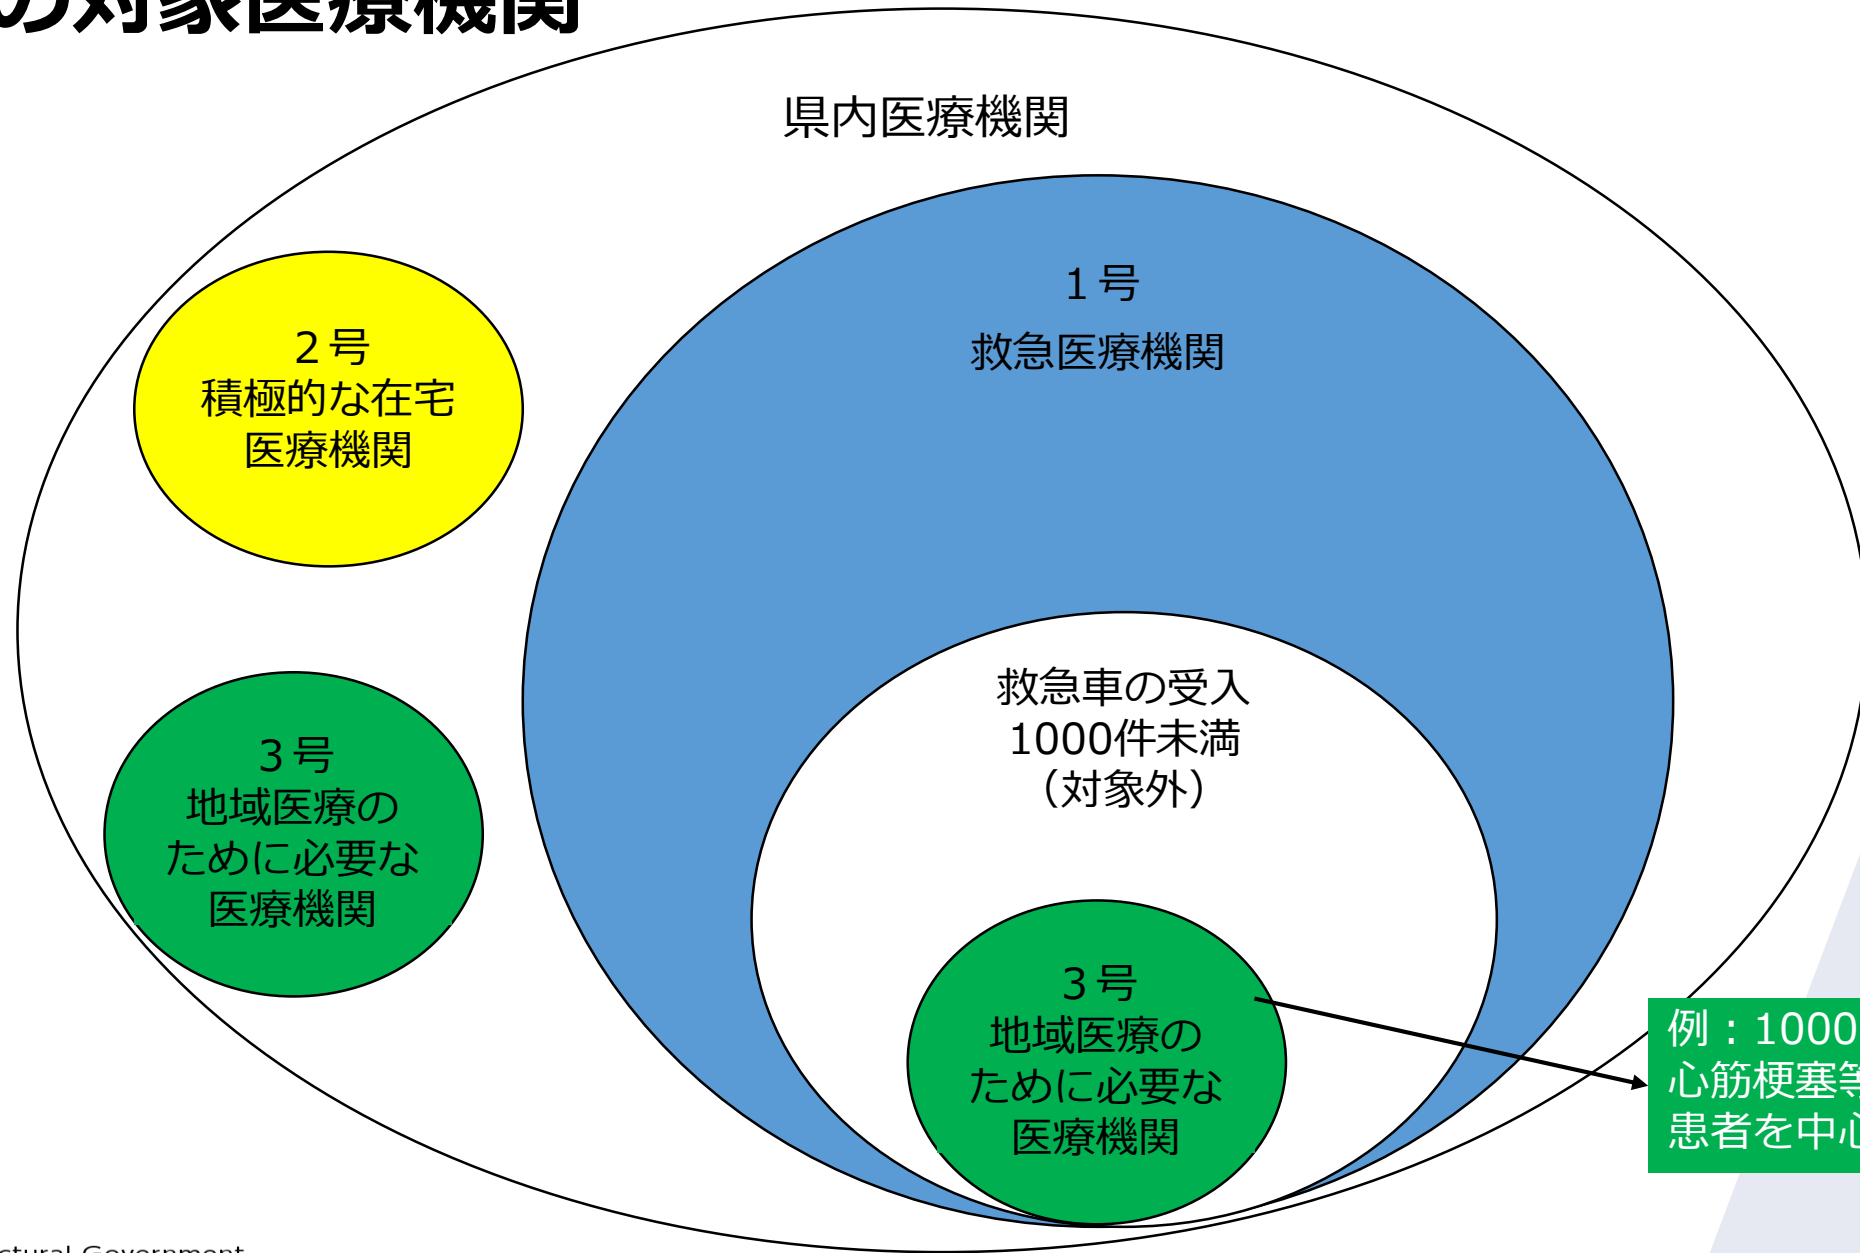 の対象医療機関
県内医療機関
１号
救急医療機関
２号
積極的な在宅
医療機関
救急車の受入
1000件未満
（対象外）
３号
地域医療の
ために必要な
医療機関
３号
地域医療の
ために必要な
医療機関
例：1000
心筋梗塞等
患者を中心
ctural Government